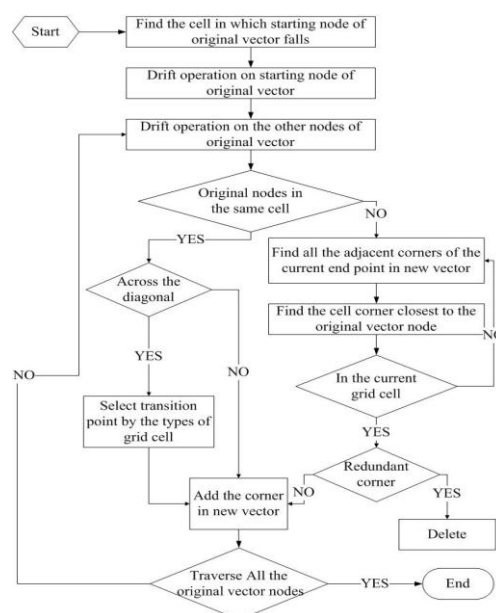 Start
Find the cell in which starting node of
original vector falls
Drift operation on starting node of
original vector
Drift operation on the other nodes of
original vector
Original nodes in
the same cell
NO
YES
Find all the adjacent corners of the
current end point in new vector
Across the
diagonal
Find the cell corner closest to the
original vector node
NO
YES
NO
NO
In the current
grid cell
Select transition
point by the types of
grid cell
YES
Redundant
corner
NO
YES
Add the corner
in new vector
Delete
Traverse All the
original vector nodes
YES
End